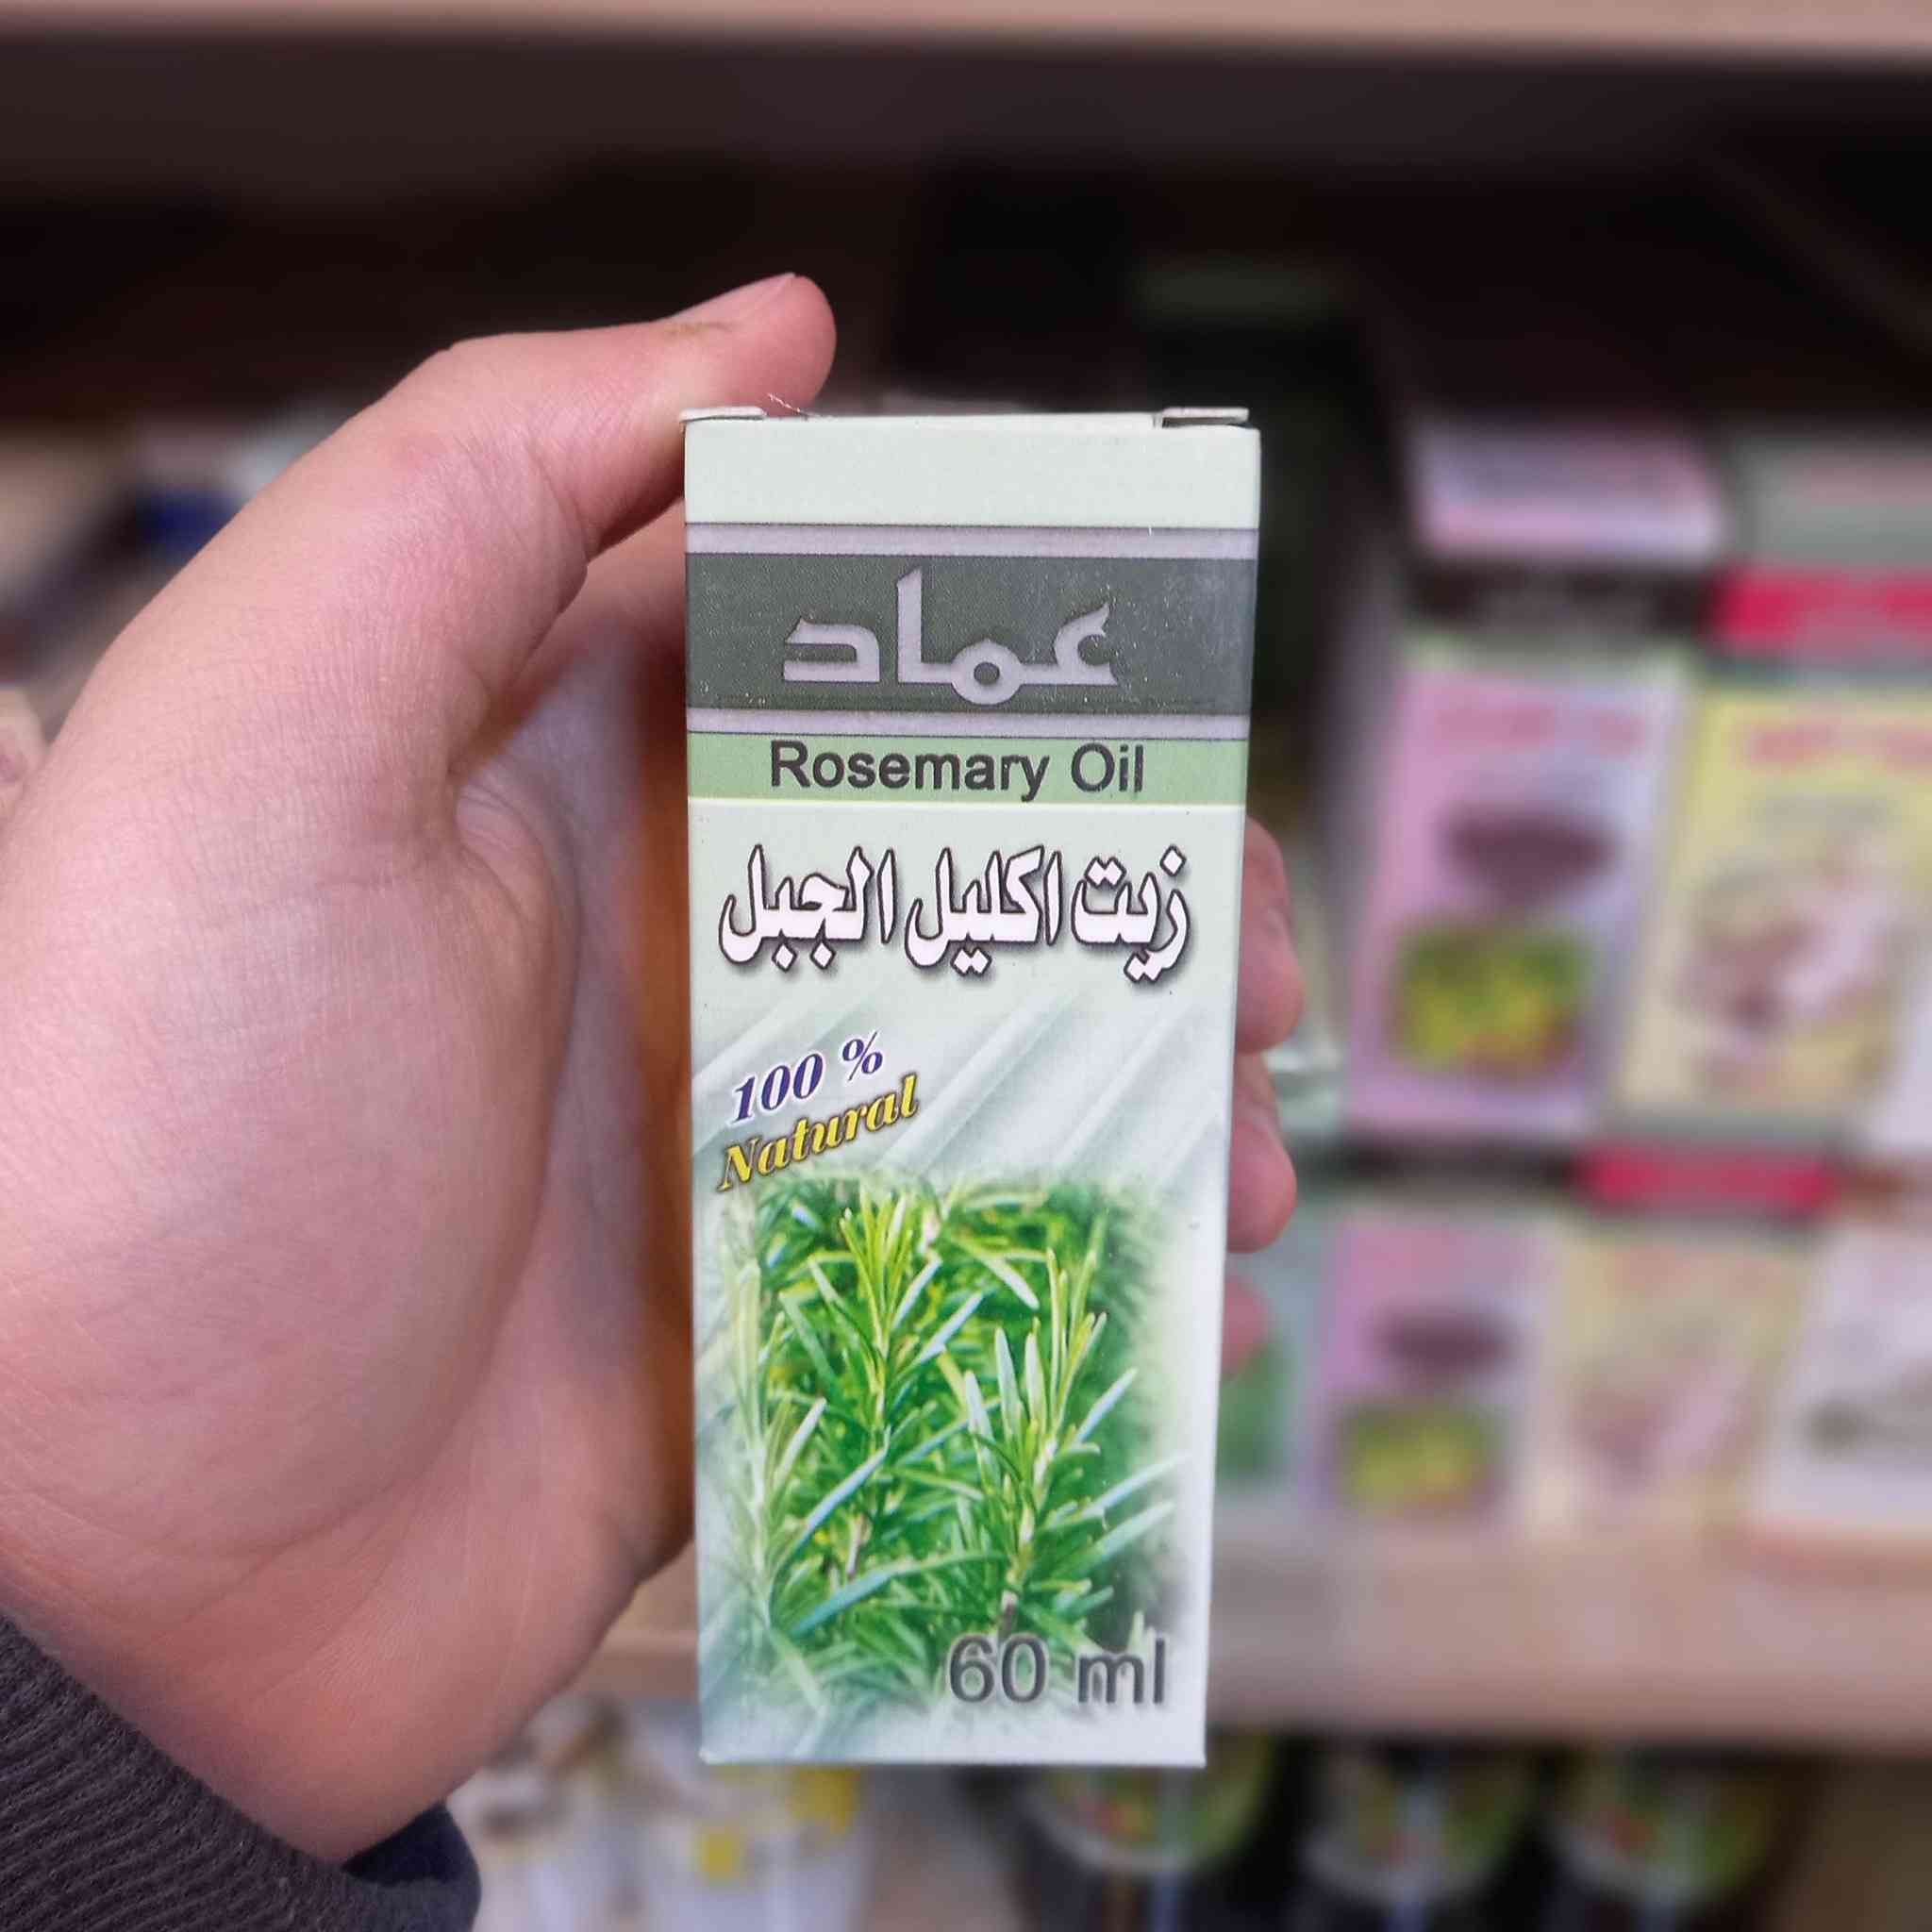 عماد
Rosemary Oil
زيت اكليل الجبل
100 %
Natural
60 ml